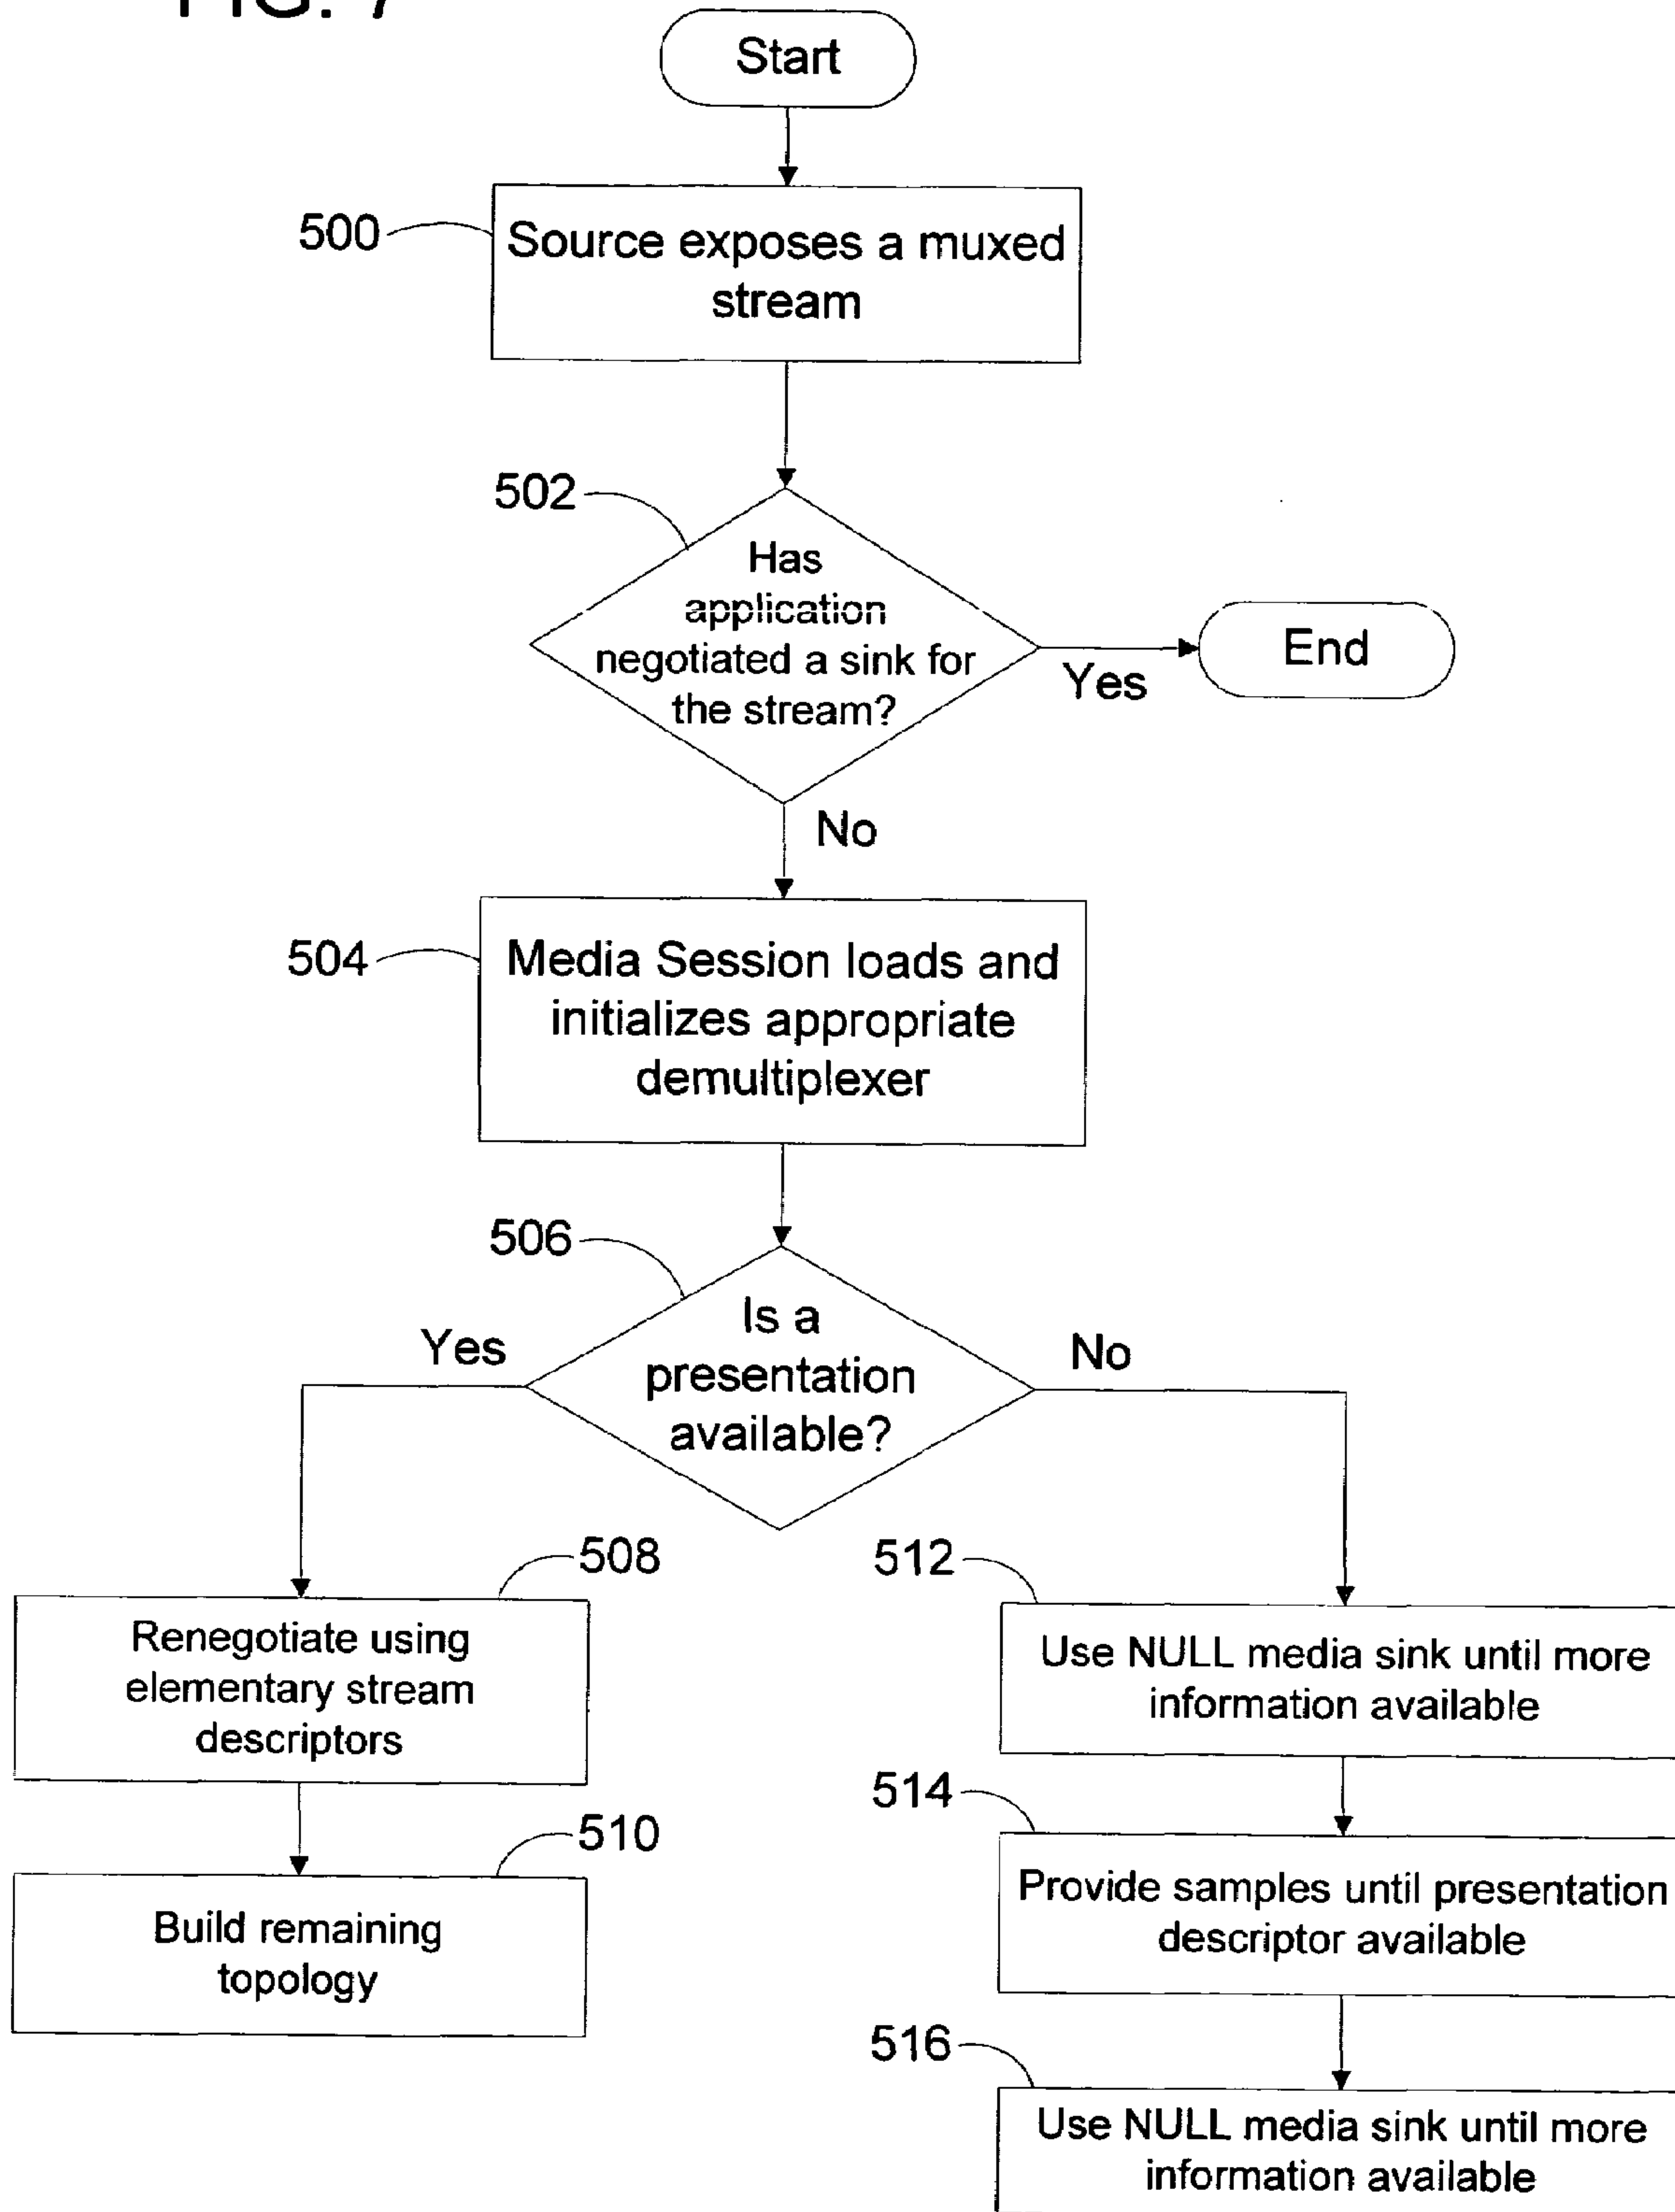 FIG. 7
Start
500
Source exposes a muxed
stream
502
Has
application
negotiated a sink for
the stream?
Yes
End
No
504
Media Session loads and
initializes appropriate
demultiplexer
506
Is a
presentation
available?
Yes
No
508
Renegotiate using
elementary stream
descriptors
510
Build remaining
topology
512
Use NULL media sink until more
information available
514
Provide samples until presentation
descriptor available
516
Use NULL media sink until more
information available